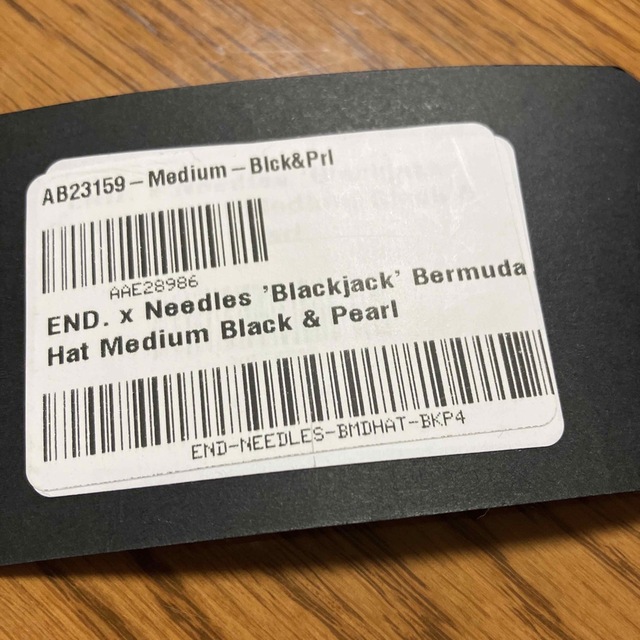 AB23159-Medium-Blck&Prl
AAE28986
END. x Needles 'Blackjack' Bermuda
Hat Medium Black & Pearl
END-NEEDLES-BMDHAT-BKP4